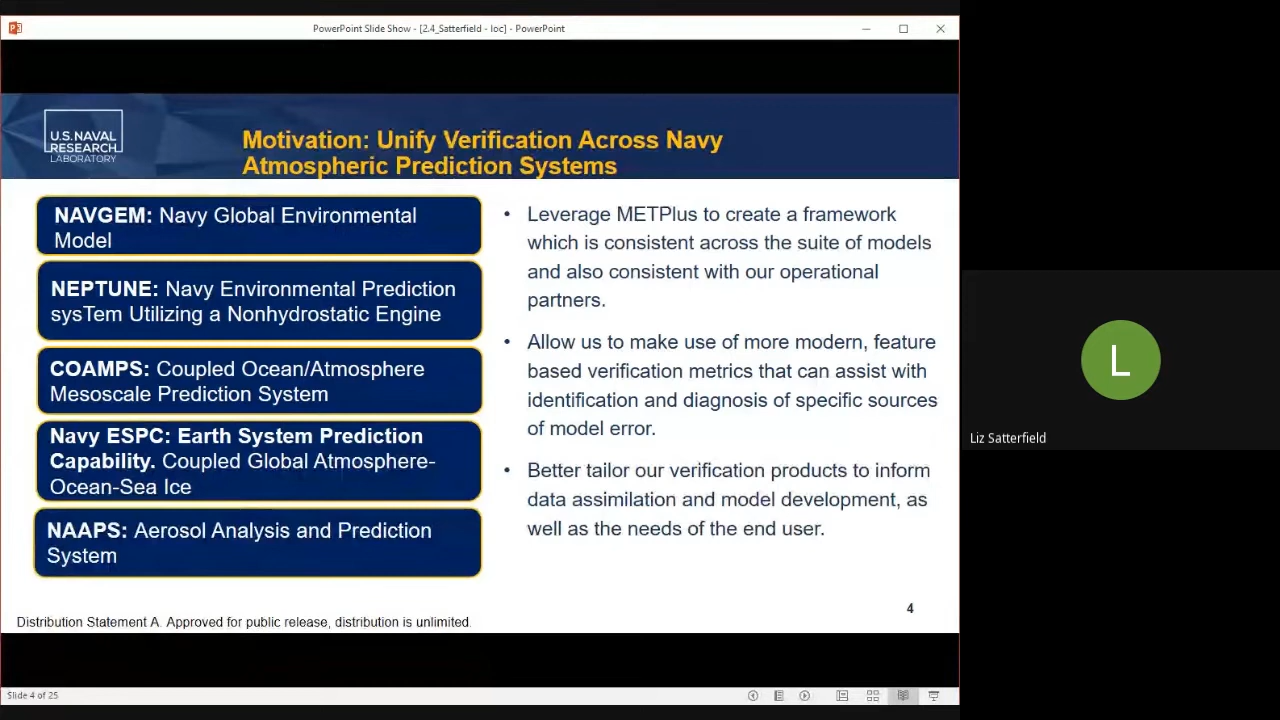 PowerPoint Slide Show - [2.4_Satterfield - loc] - PowerPoint
U.S. NAVAL
RESEARCH
LABORATORY
Motivation: Unify Verification Across Navy
Atmospheric Prediction Systems
NAVGEM: Navy Global Environmental
Model
NEPTUNE: Navy Environmental Prediction
sysTem Utilizing a Nonhydrostatic Engine
COAMPS: Coupled Ocean/Atmosphere
Mesoscale Prediction System
Navy ESPC: Earth System Prediction
Capability. Coupled Global Atmosphere-
Ocean-Sea Ice
NAAPS: Aerosol Analysis and Prediction
System
• Leverage METPlus to create a framework
which is consistent across the suite of models
and also consistent with our operational
partners.
• Allow us to make use of more modern, feature
based verification metrics that can assist with
identification and diagnosis of specific sources
of model error.
• Better tailor our verification products to inform
data assimilation and model development, as
well as the needs of the end user.
4
Distribution Statement A. Approved for public release, distribution is unlimited.
Slide 4 of 25
L
Liz Satterfield